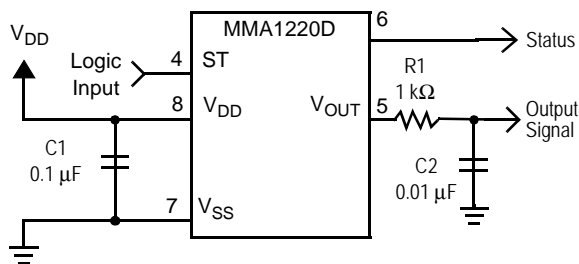 MMA1220D
6
Status
V_DD
Logic
Input
4
ST
R1
1 kΩ
8
V_DD
V_OUT
5
Output
Signal
C1
0.1 μF
C2
0.01 μF
7
V_SS